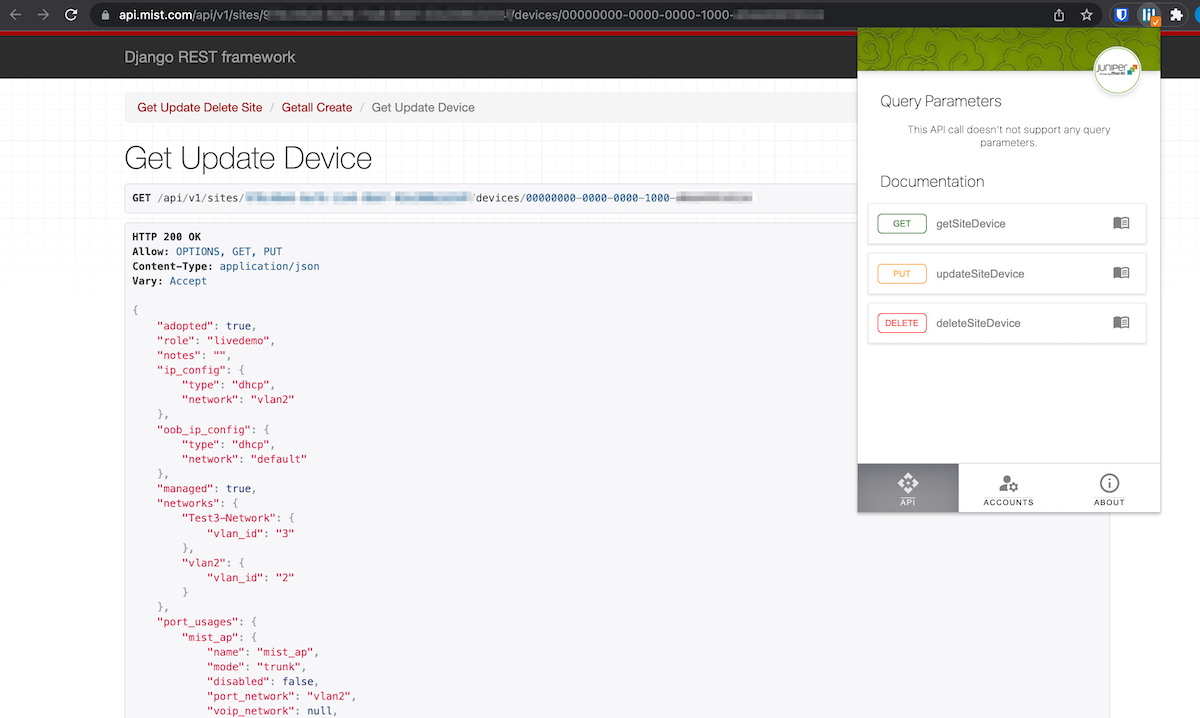 api.mist.com/api/v1/sites/9 /devices/00000000-0000-0000-1000-
Django REST framework
Get Update Delete Site / Getall Create / Get Update Device
Get Update Device
GET /api/v1/sites/ /devices/00000000-0000-0000-1000-
HTTP 200 OK
Allow: OPTIONS, GET, PUT
Content-Type: application/json
Vary: Accept
{
"adopted": true,
"role": "livedemo",
"notes": "",
"ip_config": {
"type": "dhcp",
"network": "vlan2"
},
"oob_ip_config": {
"type": "dhcp",
"network": "default"
},
"managed": true,
"networks": {
"Test3-Network": {
"vlan_id": "3"
},
"vlan2": {
"vlan_id": "2"
}
},
"port_usages": {
"mist_ap": {
"name": "mist_ap",
"mode": "trunk",
"disabled": false,
"port_network": "vlan2",
"voip_network": null,
juniper
Query Parameters
This API call doesn't not support any query
parameters.
Documentation
GET getSiteDevice
PUT updateSiteDevice
DELETE deleteSiteDevice
API
ACCOUNTS
ABOUT